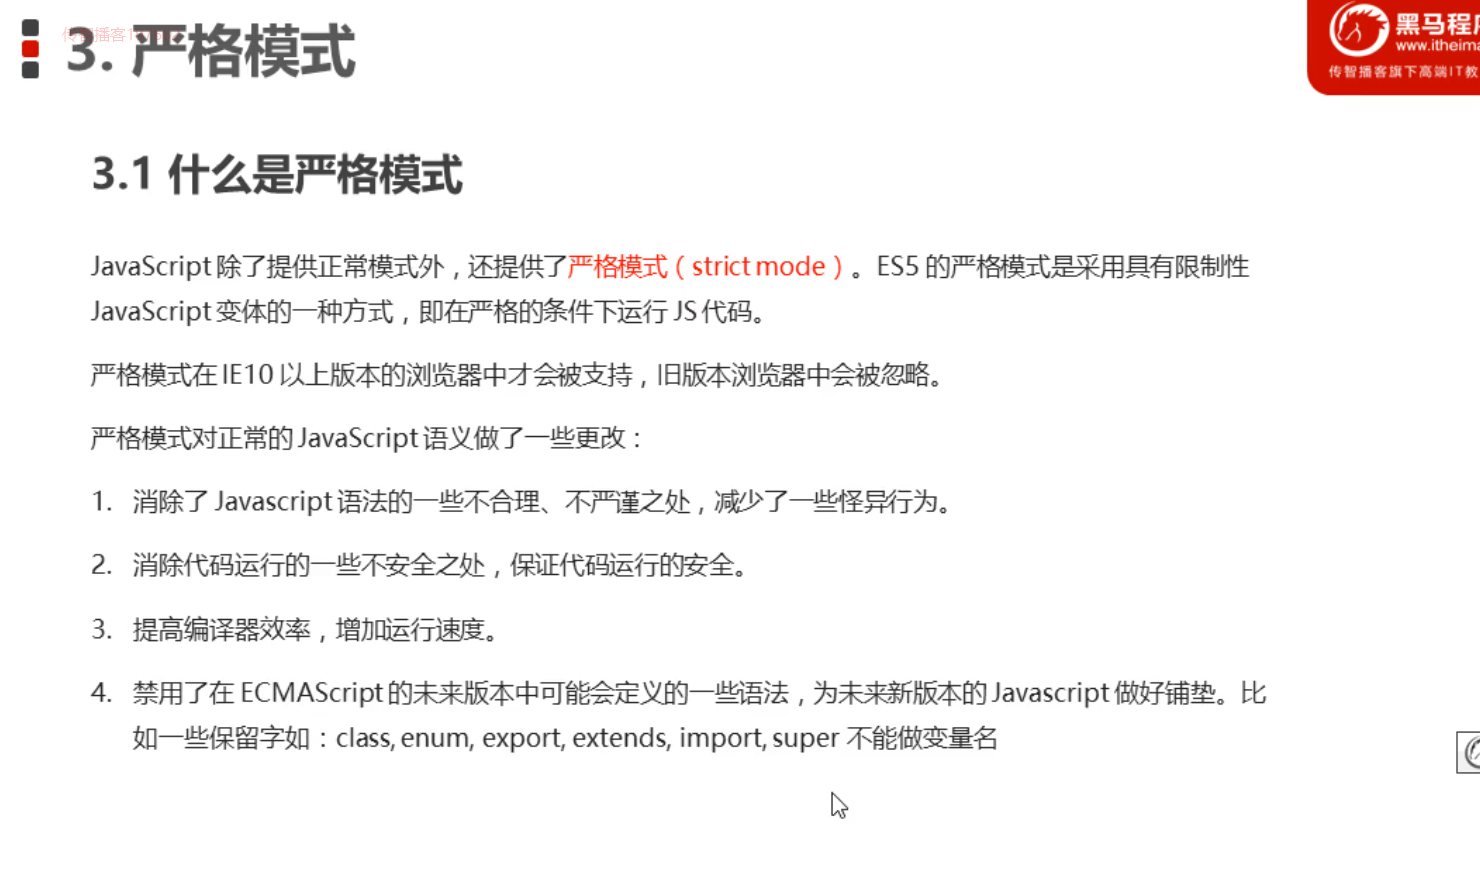 3. 严格模式
黑马程序
www.itheima
传智播客旗下高端IT教
3.1 什么是严格模式
JavaScript 除了提供正常模式外，还提供了严格模式（strict mode）。ES5 的严格模式是采用具有限制性
JavaScript 变体的一种方式，即在严格的条件下运行 JS 代码。
严格模式在 IE10 以上版本的浏览器中才会被支持，旧版本浏览器中会被忽略。
严格模式对正常的 JavaScript 语义做了一些更改：
1. 消除了 Javascript 语法的一些不合理、不严谨之处，减少了一些怪异行为。
2. 消除代码运行的一些不安全之处，保证代码运行的安全。
3. 提高编译器效率，增加运行速度。
4. 禁用了在 ECMAScript 的未来版本中可能会定义的一些语法，为未来新版本的 Javascript 做好铺垫。比
如一些保留字如：class, enum, export, extends, import, super 不能做变量名